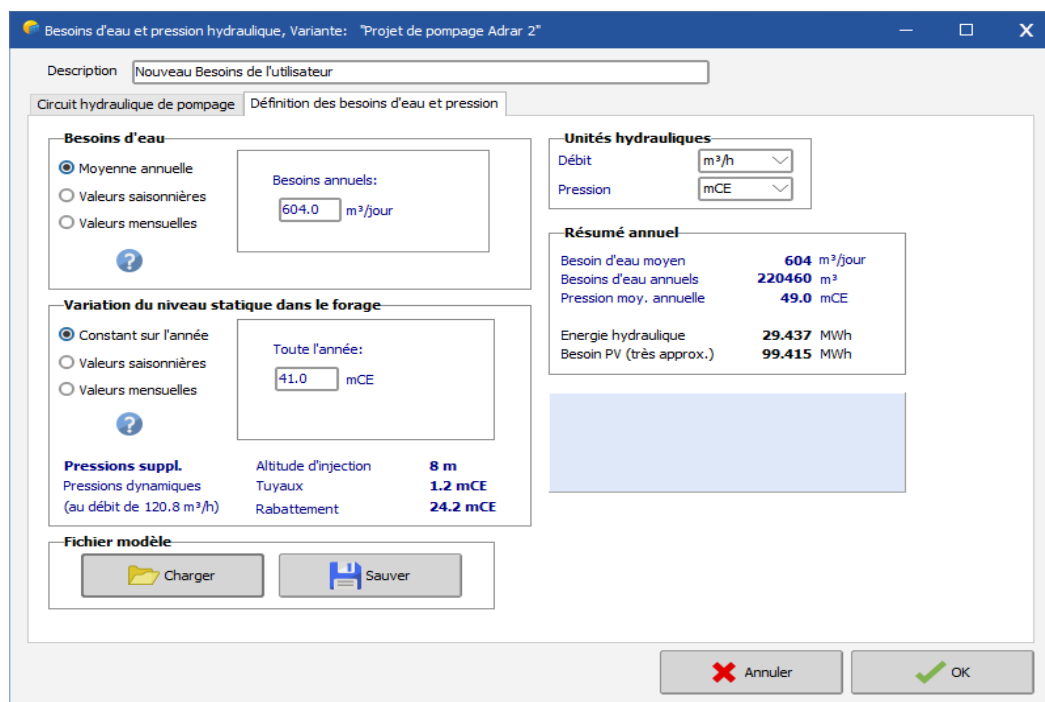 Besoins d'eau et pression hydraulique, Variante: "Projet de pompage Adrar 2"
Description Nouveau Besoins de l'utilisateur
Circuit hydraulique de pompage Définition des besoins d'eau et pression
Besoins d'eau
Moyenne annuelle
Valeurs saisonnières
Valeurs mensuelles
Besoins annuels:
604.0 m³/jour
?
Variation du niveau statique dans le forage
Constant sur l'année
Valeurs saisonnières
Valeurs mensuelles
Toute l'année:
41.0 mCE
?
Pressions suppl. Altitude d'injection 8 m
Pressions dynamiques Tuyaux 1.2 mCE
(au débit de 120.8 m³/h) Rabattement 24.2 mCE
Fichier modèle
Charger Sauver
Unités hydrauliques
Débit m³/h
Pression mCE
Résumé annuel
Besoin d'eau moyen 604 m³/jour
Besoins d'eau annuels 220460 m³
Pression moy. annuelle 49.0 mCE
Energie hydraulique 29.437 MWh
Besoin PV (très approx.) 99.415 MWh
Annuler OK